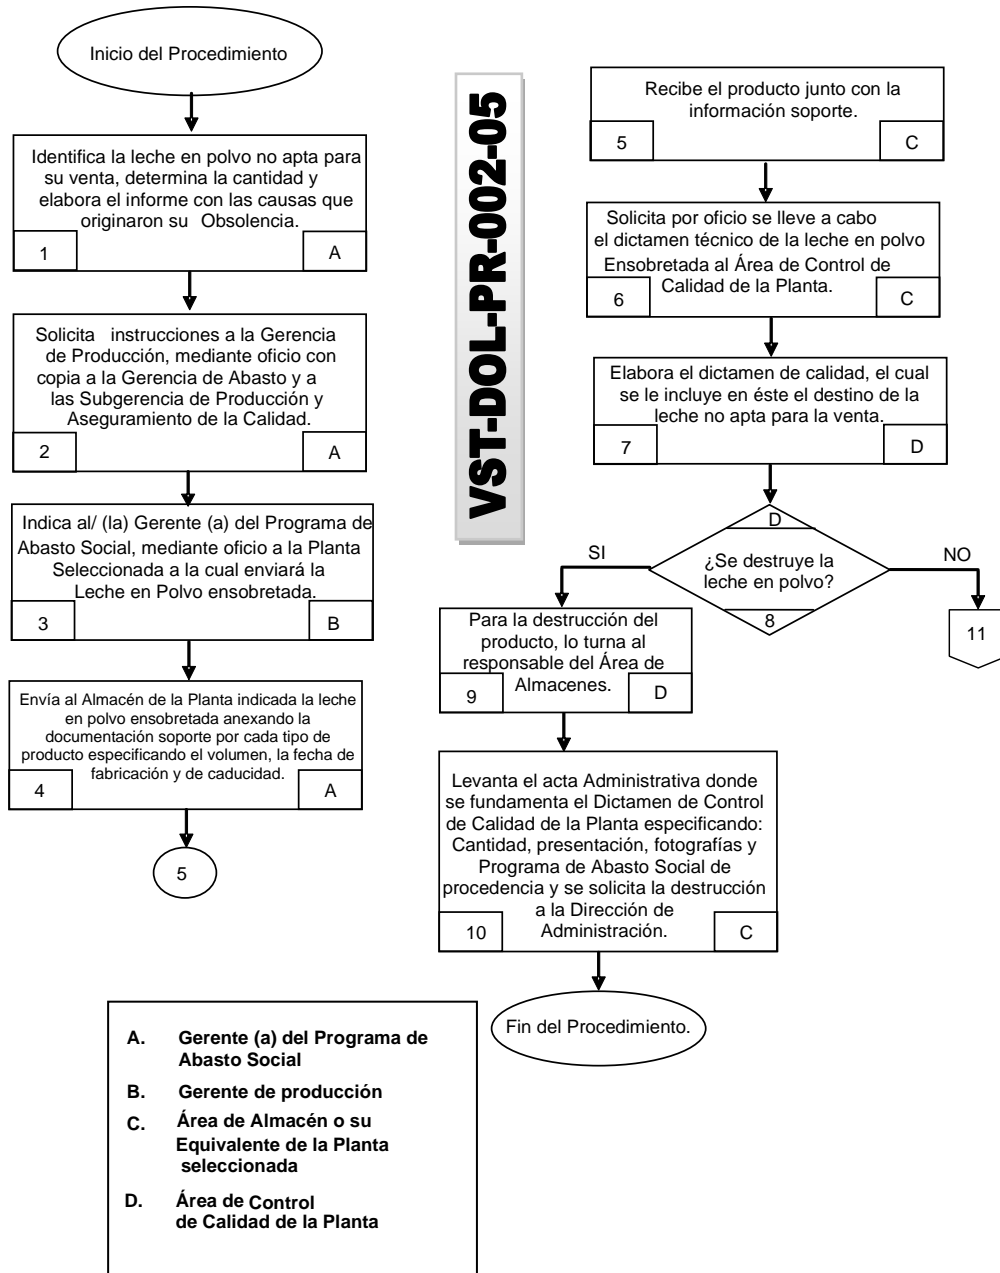 Inicio del Procedimiento
Identifica la leche en polvo no apta para
su venta, determina la cantidad y
elabora el informe con las causas que
originaron su Obsolencia.
1
A
Solicita instrucciones a la Gerencia
de Producción, mediante oficio con
copia a la Gerencia de Abasto y a
las Subgerencia de Producción y
Aseguramiento de la Calidad.
2
A
Indica al/ (la) Gerente (a) del Programa de
Abasto Social, mediante oficio a la Planta
Seleccionada a la cual enviará la
Leche en Polvo ensobretada.
3
B
Envía al Almacén de la Planta indicada la leche
en polvo ensobretada anexando la
documentación soporte por cada tipo de
producto especificando el volumen, la fecha de
fabricación y de caducidad.
4
A
5
VST-DOL-PR-002-05
Recibe el producto junto con la
información soporte.
5
C
Solicita por oficio se lleve a cabo
el dictamen técnico de la leche en polvo
Ensobretada al Área de Control de
Calidad de la Planta.
6
C
Elabora el dictamen de calidad, el cual
se le incluye en éste el destino de la
leche no apta para la venta.
7
D
D
¿Se destruye la
leche en polvo?
8
SI
NO
11
Para la destrucción del
producto, lo turna al
responsable del Área de
Almacenes.
9
D
Levanta el acta Administrativa donde
se fundamenta el Dictamen de Control
de Calidad de la Planta especificando:
Cantidad, presentación, fotografías y
Programa de Abasto Social de
procedencia y se solicita la destrucción
a la Dirección de
Administración.
10
C
Fin del Procedimiento.
A. Gerente (a) del Programa de
Abasto Social
B. Gerente de producción
C. Área de Almacén o su
Equivalente de la Planta
seleccionada
D. Área de Control
de Calidad de la Planta